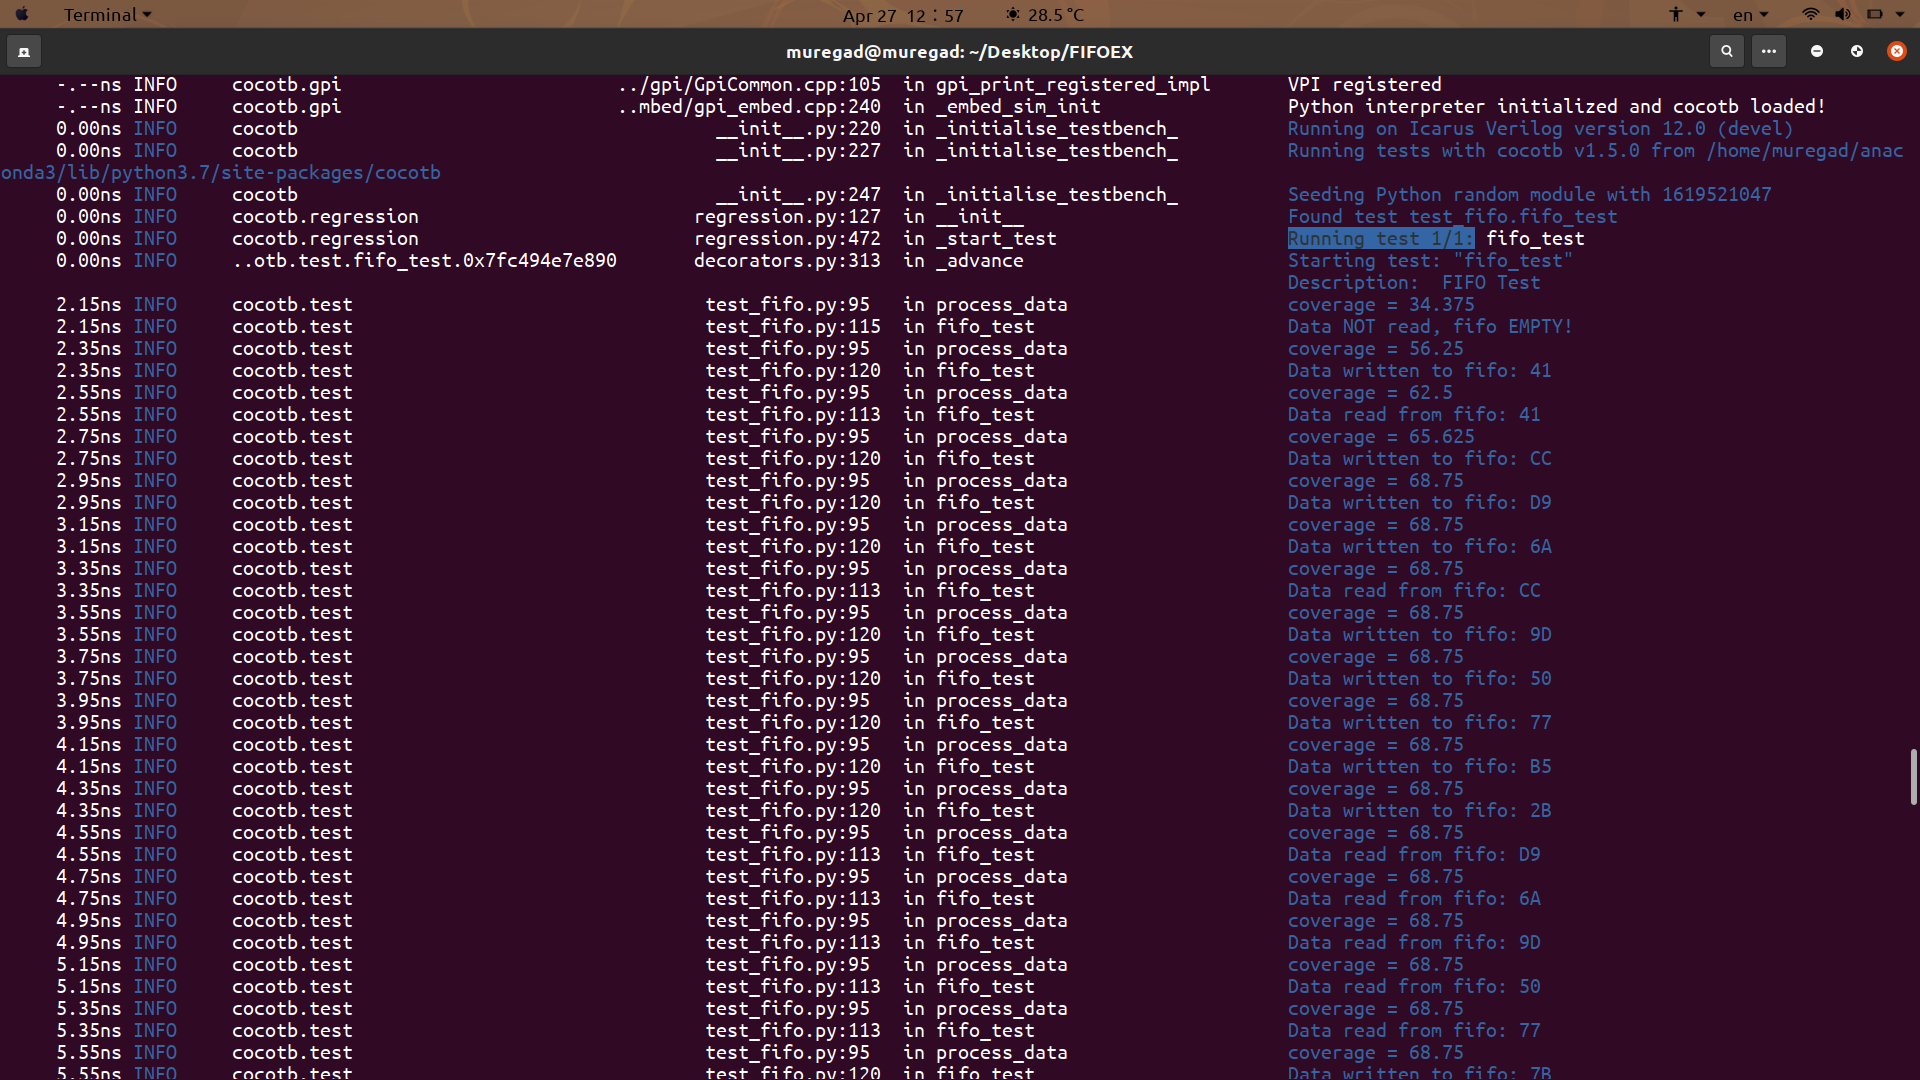 Terminal
Apr 27 12 : 57
28.5 °C
en
muregad@muregad: ~/Desktop/FIFOEX
-.--ns INFO cocotb.gpi ../gpi/GpiCommon.cpp:105 in gpi_print_registered_impl VPI registered
-.--ns INFO cocotb.gpi ..mbed/gpi_embed.cpp:240 in _embed_sim_init Python interpreter initialized and cocotb loaded!
0.00ns INFO cocotb __init__.py:220 in _initialise_testbench_ Running on Icarus Verilog version 12.0 (devel)
0.00ns INFO cocotb __init__.py:227 in _initialise_testbench_ Running tests with cocotb v1.5.0 from /home/muregad/anac
onda3/lib/python3.7/site-packages/cocotb
0.00ns INFO cocotb __init__.py:247 in _initialise_testbench_ Seeding Python random module with 1619521047
0.00ns INFO cocotb.regression regression.py:127 in __init__ Found test test_fifo.fifo_test
0.00ns INFO cocotb.regression regression.py:472 in _start_test Running test 1/1: fifo_test
0.00ns INFO ..otb.test.fifo_test.0x7fc494e7e890 decorators.py:313 in _advance Starting test: "fifo_test"
Description: FIFO Test
2.15ns INFO cocotb.test test_fifo.py:95 in process_data coverage = 34.375
2.15ns INFO cocotb.test test_fifo.py:115 in fifo_test Data NOT read, fifo EMPTY!
2.35ns INFO cocotb.test test_fifo.py:95 in process_data coverage = 56.25
2.35ns INFO cocotb.test test_fifo.py:120 in fifo_test Data written to fifo: 41
2.55ns INFO cocotb.test test_fifo.py:95 in process_data coverage = 62.5
2.55ns INFO cocotb.test test_fifo.py:113 in fifo_test Data read from fifo: 41
2.75ns INFO cocotb.test test_fifo.py:95 in process_data coverage = 65.625
2.75ns INFO cocotb.test test_fifo.py:120 in fifo_test Data written to fifo: CC
2.95ns INFO cocotb.test test_fifo.py:95 in process_data coverage = 68.75
2.95ns INFO cocotb.test test_fifo.py:120 in fifo_test Data written to fifo: D9
3.15ns INFO cocotb.test test_fifo.py:95 in process_data coverage = 68.75
3.15ns INFO cocotb.test test_fifo.py:120 in fifo_test Data written to fifo: 6A
3.35ns INFO cocotb.test test_fifo.py:95 in process_data coverage = 68.75
3.35ns INFO cocotb.test test_fifo.py:113 in fifo_test Data read from fifo: CC
3.55ns INFO cocotb.test test_fifo.py:95 in process_data coverage = 68.75
3.55ns INFO cocotb.test test_fifo.py:120 in fifo_test Data written to fifo: 9D
3.75ns INFO cocotb.test test_fifo.py:95 in process_data coverage = 68.75
3.75ns INFO cocotb.test test_fifo.py:120 in fifo_test Data written to fifo: 50
3.95ns INFO cocotb.test test_fifo.py:95 in process_data coverage = 68.75
3.95ns INFO cocotb.test test_fifo.py:120 in fifo_test Data written to fifo: 77
4.15ns INFO cocotb.test test_fifo.py:95 in process_data coverage = 68.75
4.15ns INFO cocotb.test test_fifo.py:120 in fifo_test Data written to fifo: B5
4.35ns INFO cocotb.test test_fifo.py:95 in process_data coverage = 68.75
4.35ns INFO cocotb.test test_fifo.py:120 in fifo_test Data written to fifo: 2B
4.55ns INFO cocotb.test test_fifo.py:95 in process_data coverage = 68.75
4.55ns INFO cocotb.test test_fifo.py:113 in fifo_test Data read from fifo: D9
4.75ns INFO cocotb.test test_fifo.py:95 in process_data coverage = 68.75
4.75ns INFO cocotb.test test_fifo.py:113 in fifo_test Data read from fifo: 6A
4.95ns INFO cocotb.test test_fifo.py:95 in process_data coverage = 68.75
4.95ns INFO cocotb.test test_fifo.py:113 in fifo_test Data read from fifo: 9D
5.15ns INFO cocotb.test test_fifo.py:95 in process_data coverage = 68.75
5.15ns INFO cocotb.test test_fifo.py:113 in fifo_test Data read from fifo: 50
5.35ns INFO cocotb.test test_fifo.py:95 in process_data coverage = 68.75
5.35ns INFO cocotb.test test_fifo.py:113 in fifo_test Data read from fifo: 77
5.55ns INFO cocotb.test test_fifo.py:95 in process_data coverage = 68.75
5.55ns INFO cocotb.test test_fifo.py:120 in fifo_test Data written to fifo: 7B